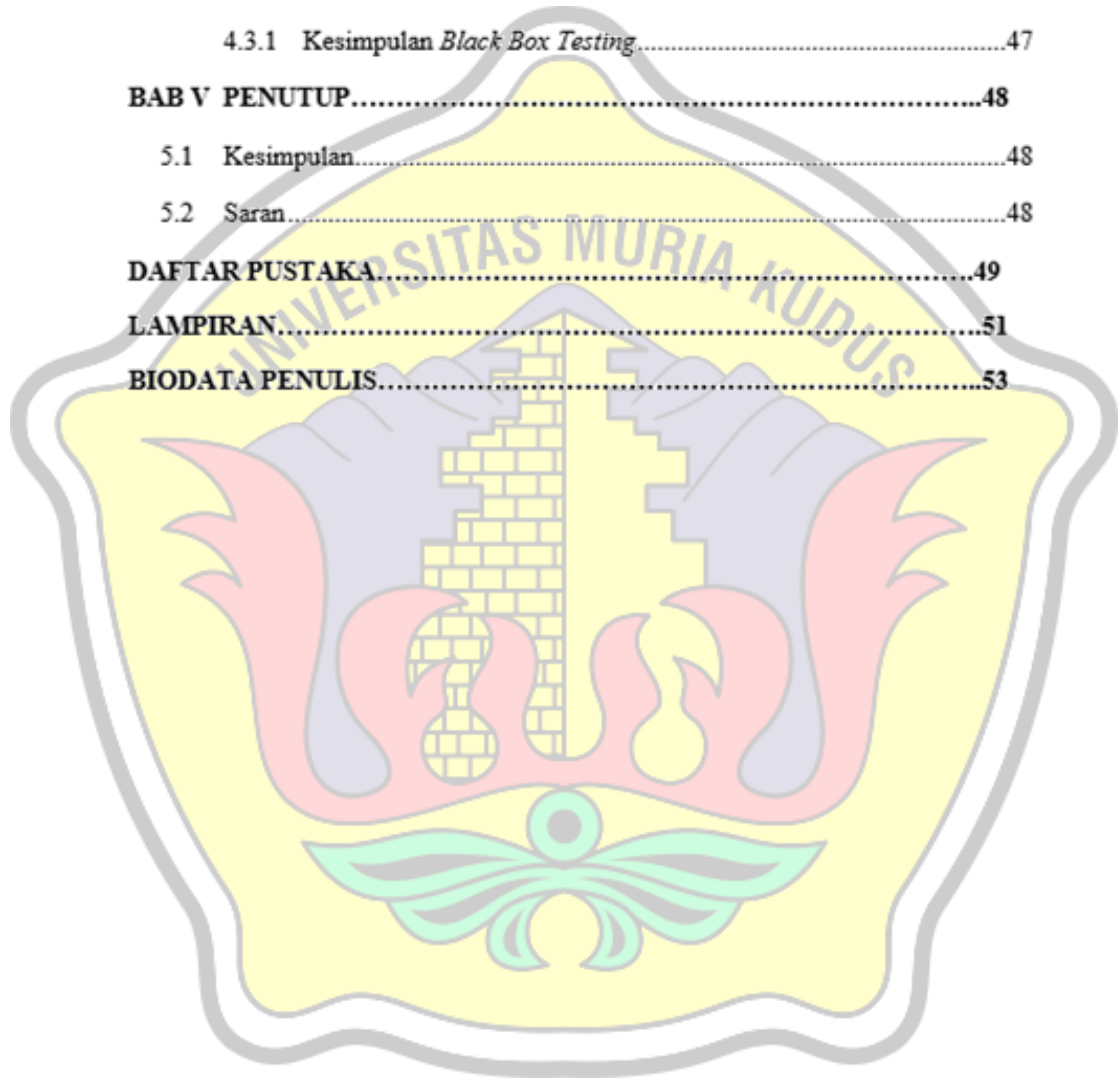 4.3.1 Kesimpulan Black Box Testing.....47
BAB V PENUTUP.....48
5.1 Kesimpulan.....48
5.2 Saran.....48
UNIVERSITAS MURIA KUDUS
DAFTAR PUSTAKA.....49
LAMPIRAN.....51
BIODATA PENULIS.....53